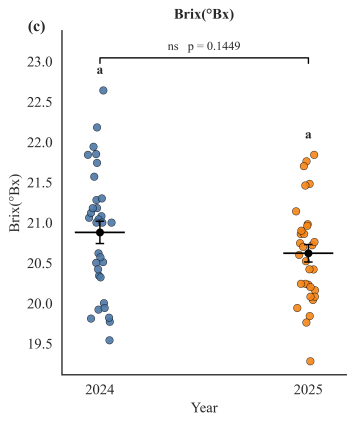 Brix(°Bx)
(c)
ns p = 0.1449
a
a
23.0
22.5
22.0
21.5
21.0
20.5
20.0
19.5
Brix(°Bx)
2024
2025
Year